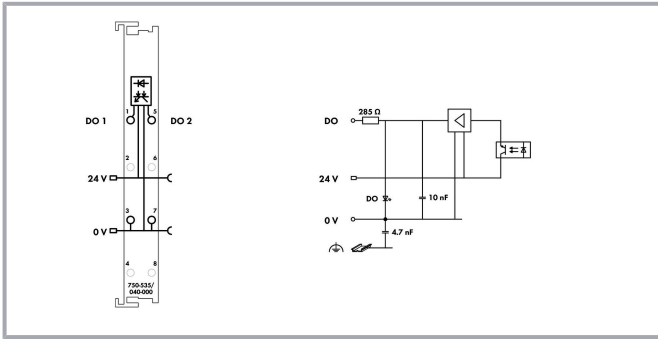 1
5
DO 1
DO 2
2
6
24 V
3
7
0 V
4
8
750-535/
040-000
285 Ω
DO
24 V
DO
10 nF
0 V
4.7 nF